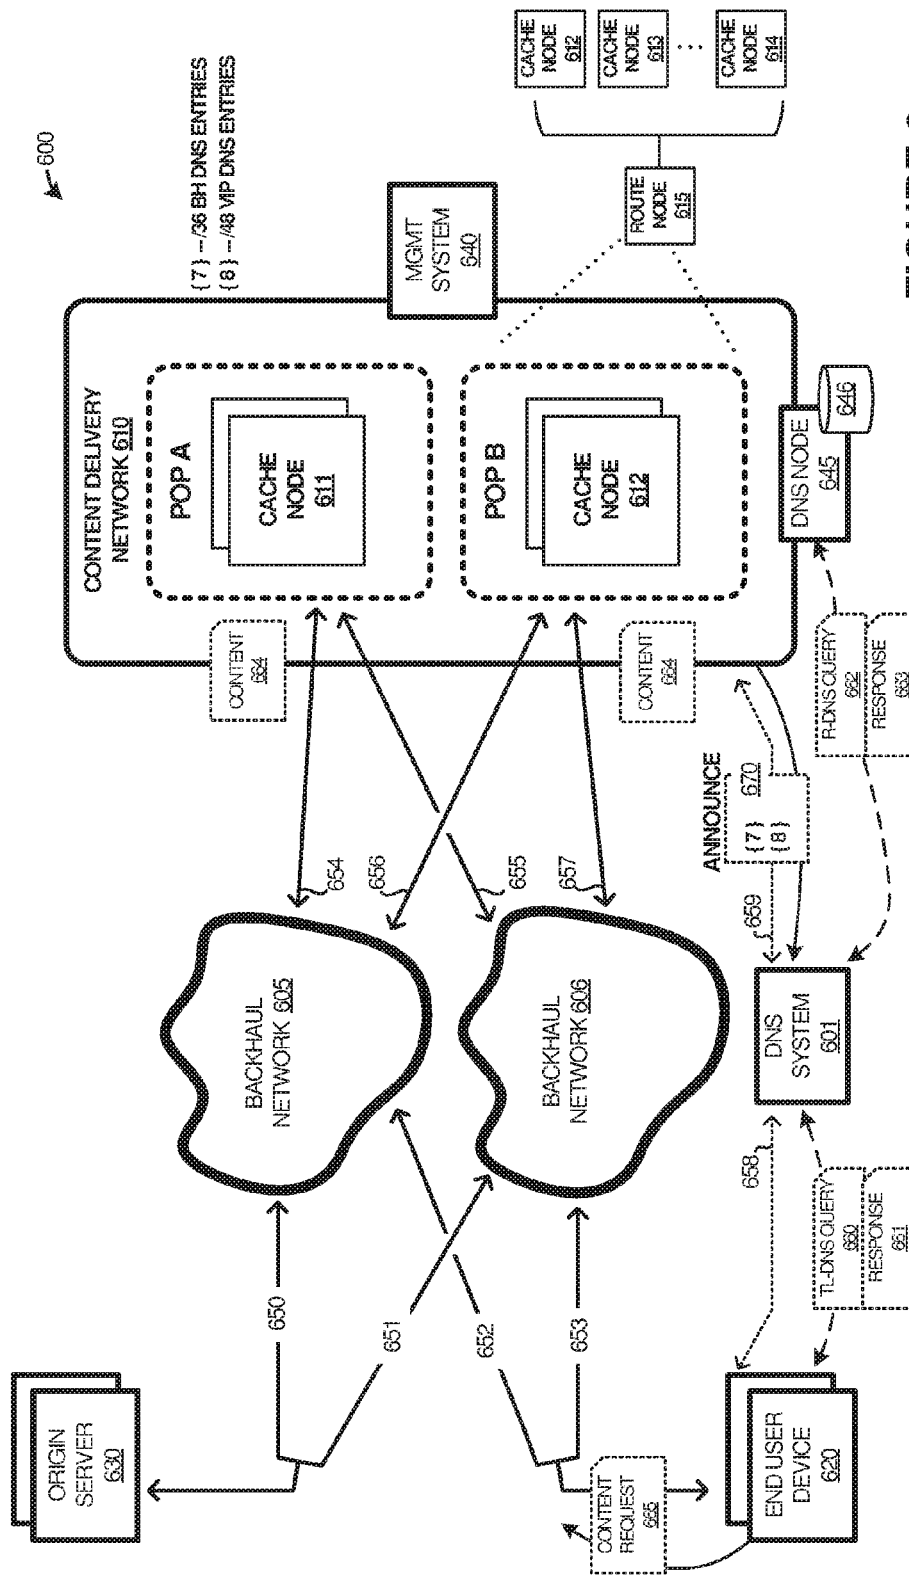 600
{7} --/36 BH DNS ENTRIES
{8} --/48 VIP DNS ENTRIES
ORIGIN
SERVER
630
650
651
652
653
BACKHAUL
NETWORK 605
BACKHAUL
NETWORK 606
654
656
655
657
CONTENT
664
CONTENT
664
CONTENT DELIVERY
NETWORK 610
POP A
CACHE
NODE
611
POP B
CACHE
NODE
612
MGMT
SYSTEM
640
ROUTE
NODE
615
CACHE
NODE
612
CACHE
NODE
613
...
CACHE
NODE
614
CONTENT
REQUEST
665
END USER
DEVICE
620
658
TL-DNS QUERY
660
RESPONSE
661
DNS
SYSTEM
601
659
ANNOUNCE
670
{7}
{8}
R-DNS QUERY
662
RESPONSE
663
DNS NODE
645
646